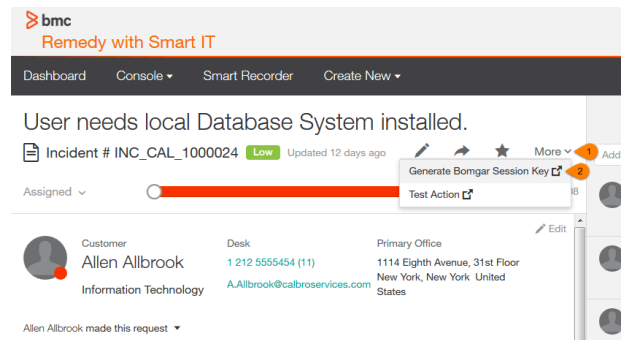 bmc
Remedy with Smart IT
Dashboard Console Smart Recorder Create New
User needs local Database System installed.
Incident # INC_CAL_1000024 Low Updated 12 days ago More 1 Add
Generate Bomgar Session Key 2
Assigned Test Action 08
Edit
Customer Desk Primary Office
Allen Allbrook 1 212 5555454 (11) 1114 Eighth Avenue, 31st Floor
Information Technology A.Allbrook@calbroservices.com New York, New York United
States
Allen Allbrook made this request